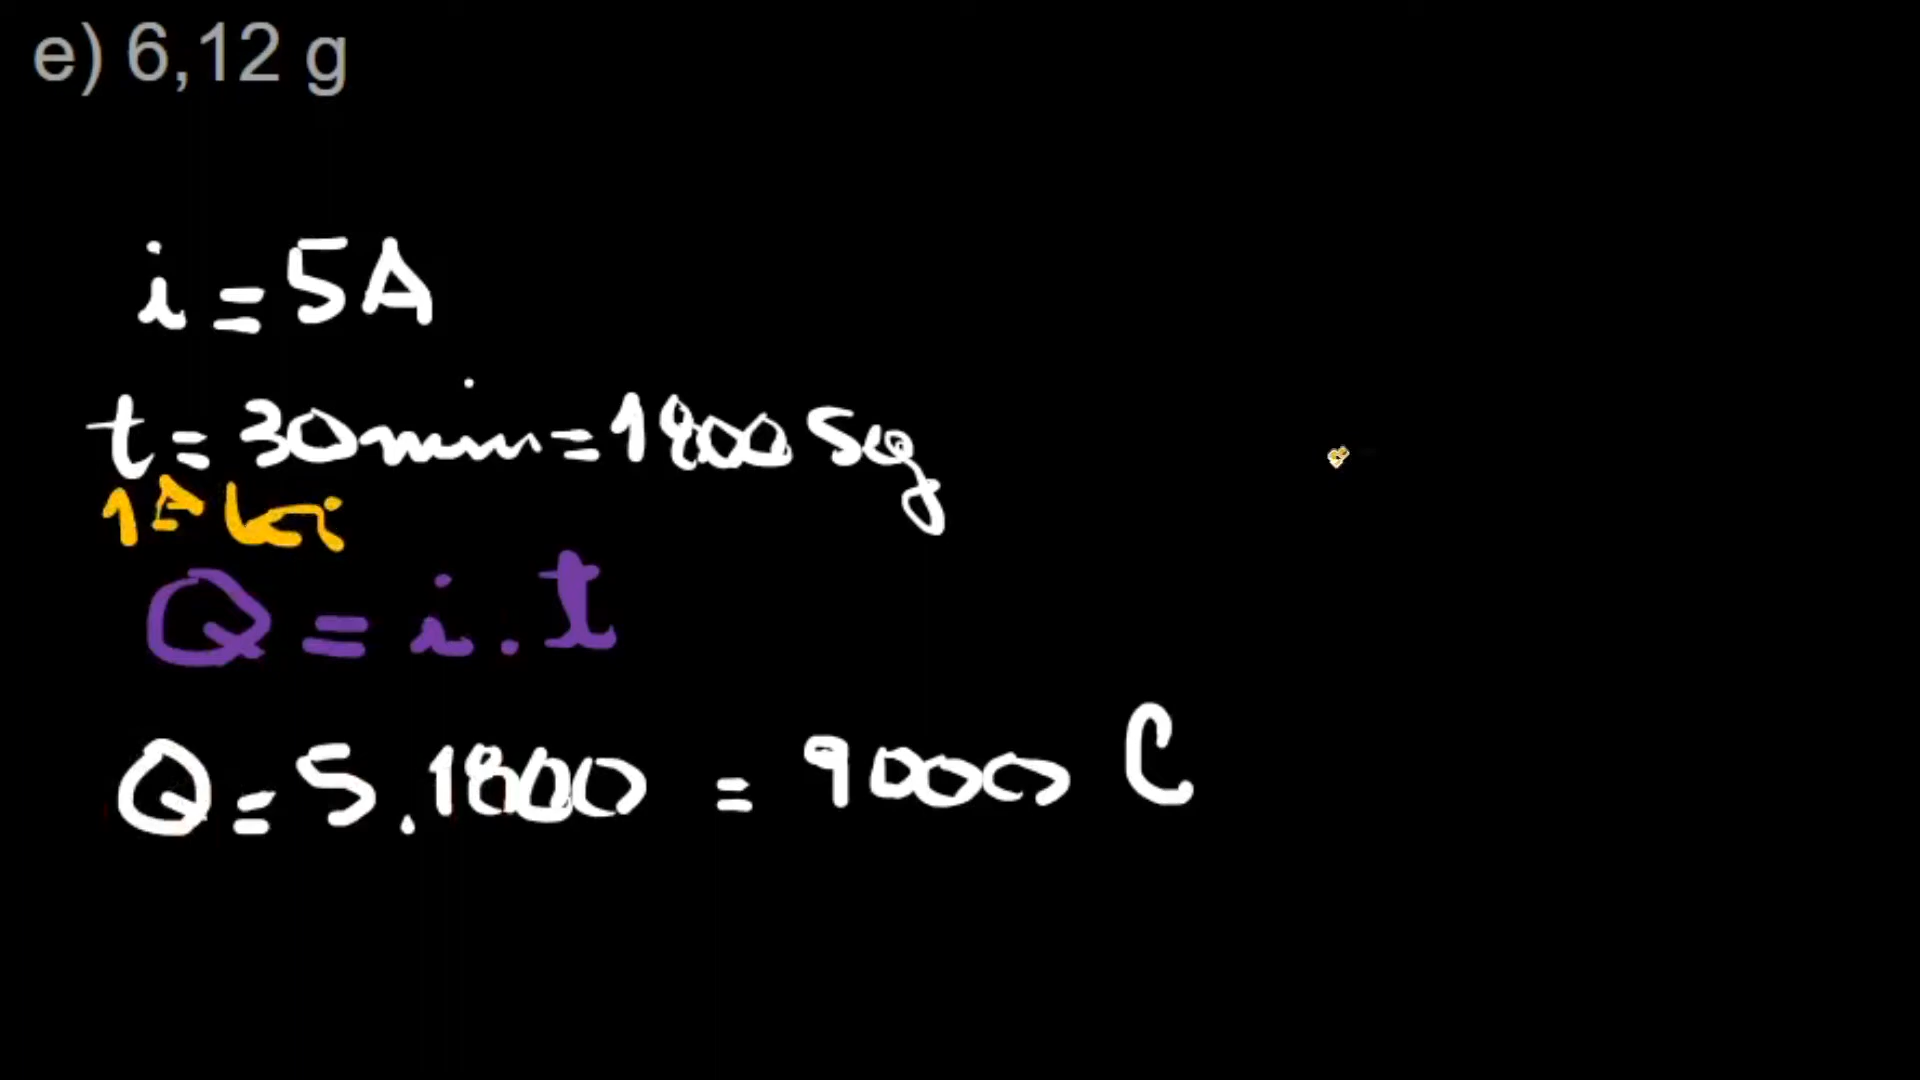 e) 6,12 g
i = 5A
t = 30min = 1800 Seg
Q = i . t
Q = 5 . 1800 = 9000 C